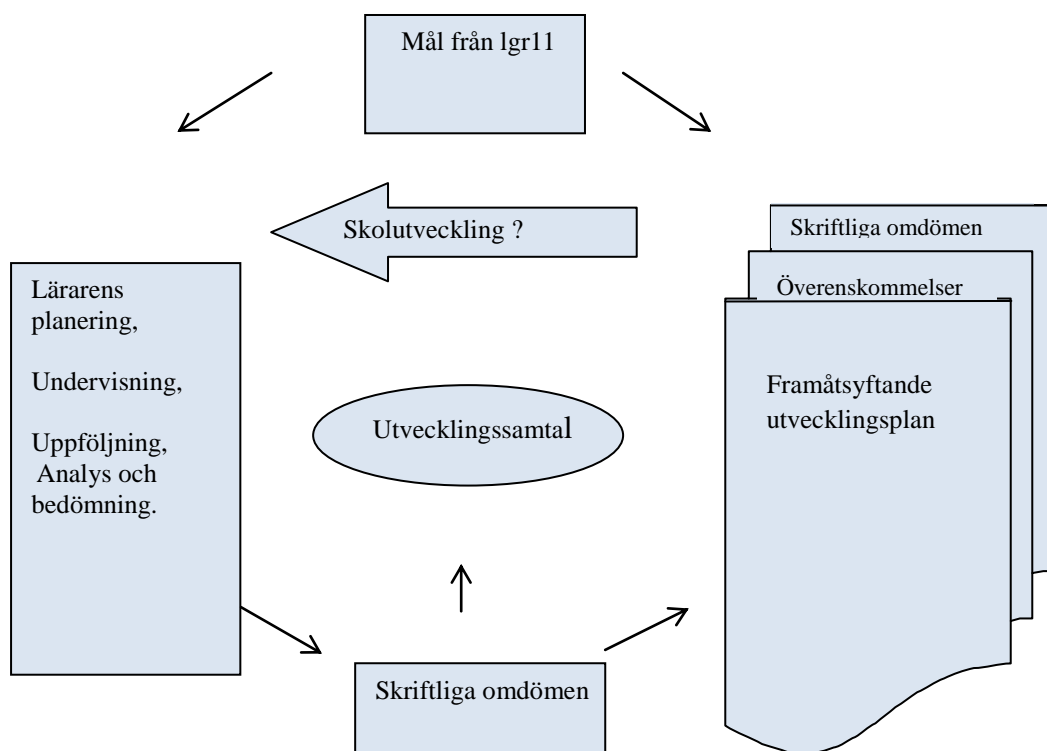 Mål från lgr11
Skolutveckling ?
Skriftliga omdömen
Överenskommelser
Framåtsyftande
utvecklingsplan
Lärarens
planering,
Undervisning,
Uppföljning,
Analys och
bedömning.
Utvecklingssamtal
Skriftliga omdömen